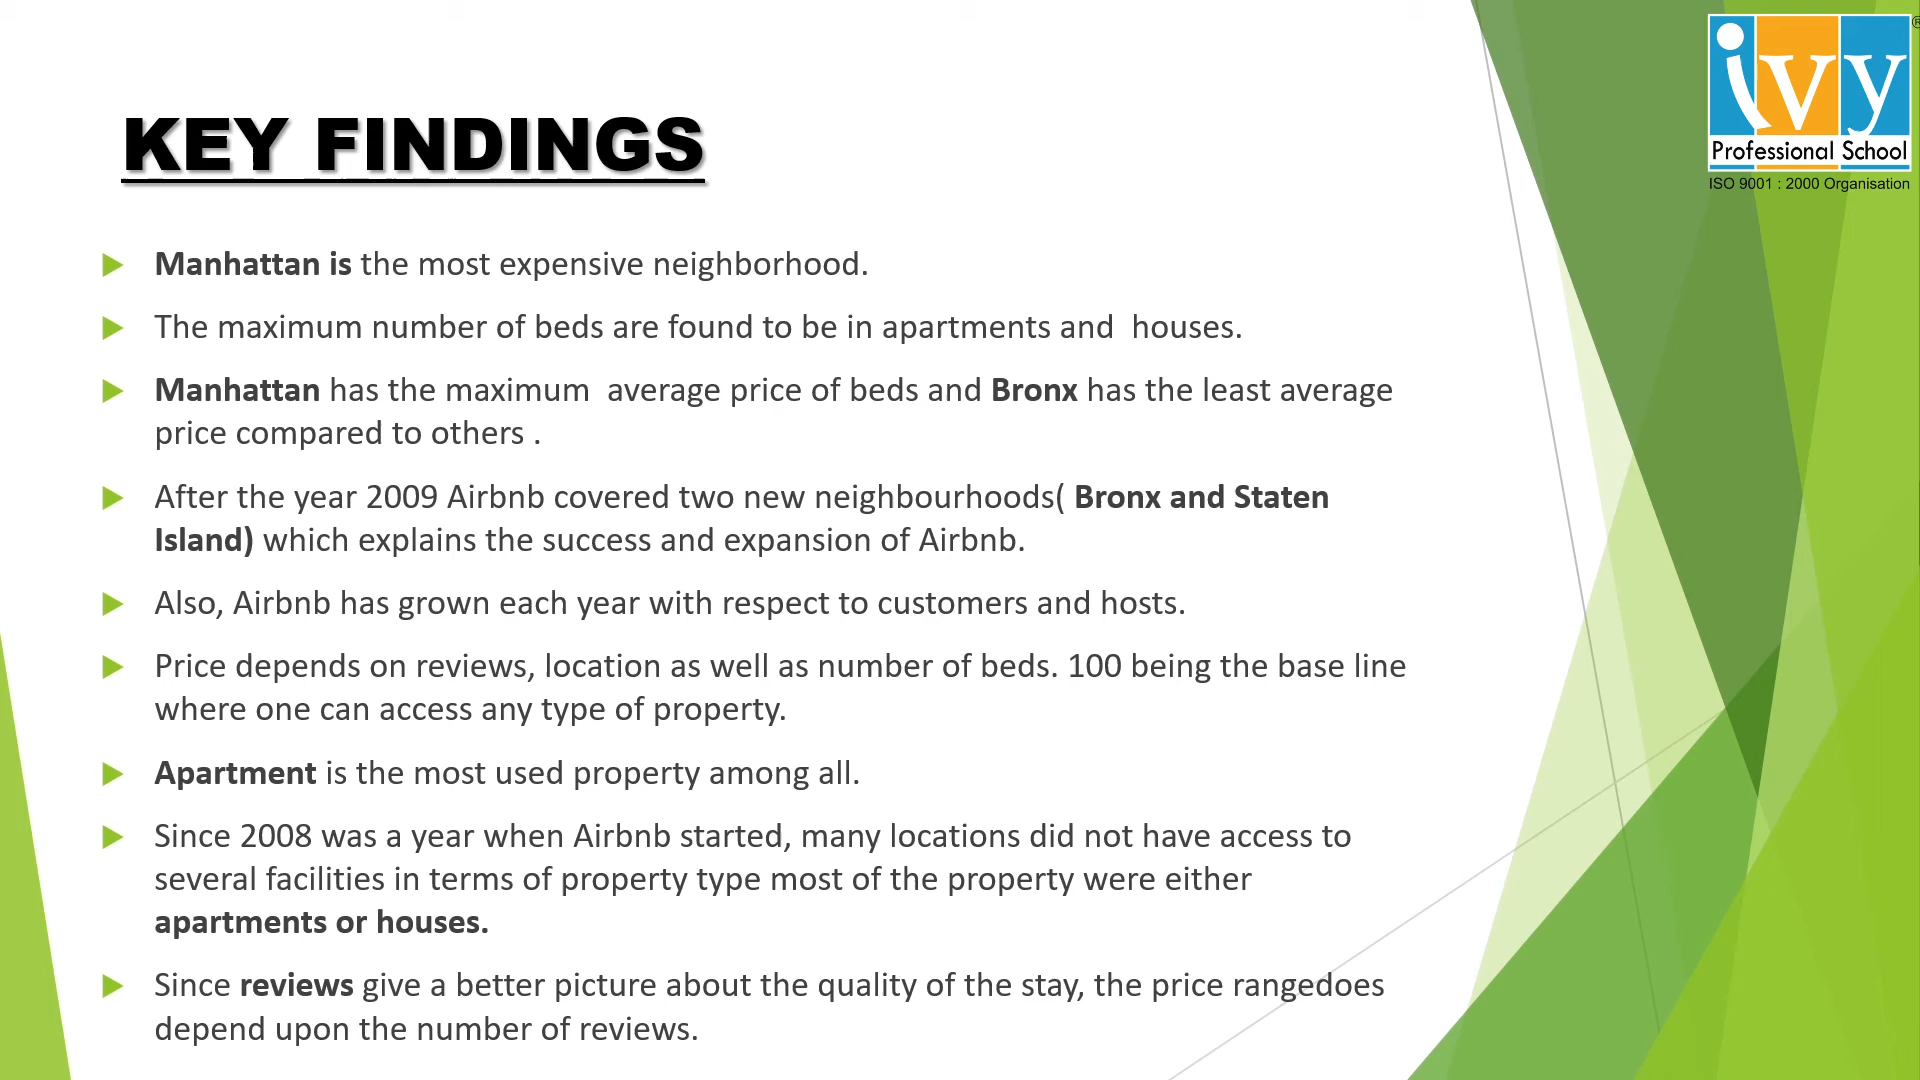 ivy
®
Professional School
ISO 9001 : 2000 Organisation
KEY FINDINGS
Manhattan is the most expensive neighborhood.
The maximum number of beds are found to be in apartments and  houses.
Manhattan has the maximum  average price of beds and Bronx has the least average
price compared to others .
After the year 2009 Airbnb covered two new neighbourhoods( Bronx and Staten
Island) which explains the success and expansion of Airbnb.
Also, Airbnb has grown each year with respect to customers and hosts.
Price depends on reviews, location as well as number of beds. 100 being the base line
where one can access any type of property.
Apartment is the most used property among all.
Since 2008 was a year when Airbnb started, many locations did not have access to
several facilities in terms of property type most of the property were either
apartments or houses.
Since reviews give a better picture about the quality of the stay, the price rangedoes
depend upon the number of reviews.